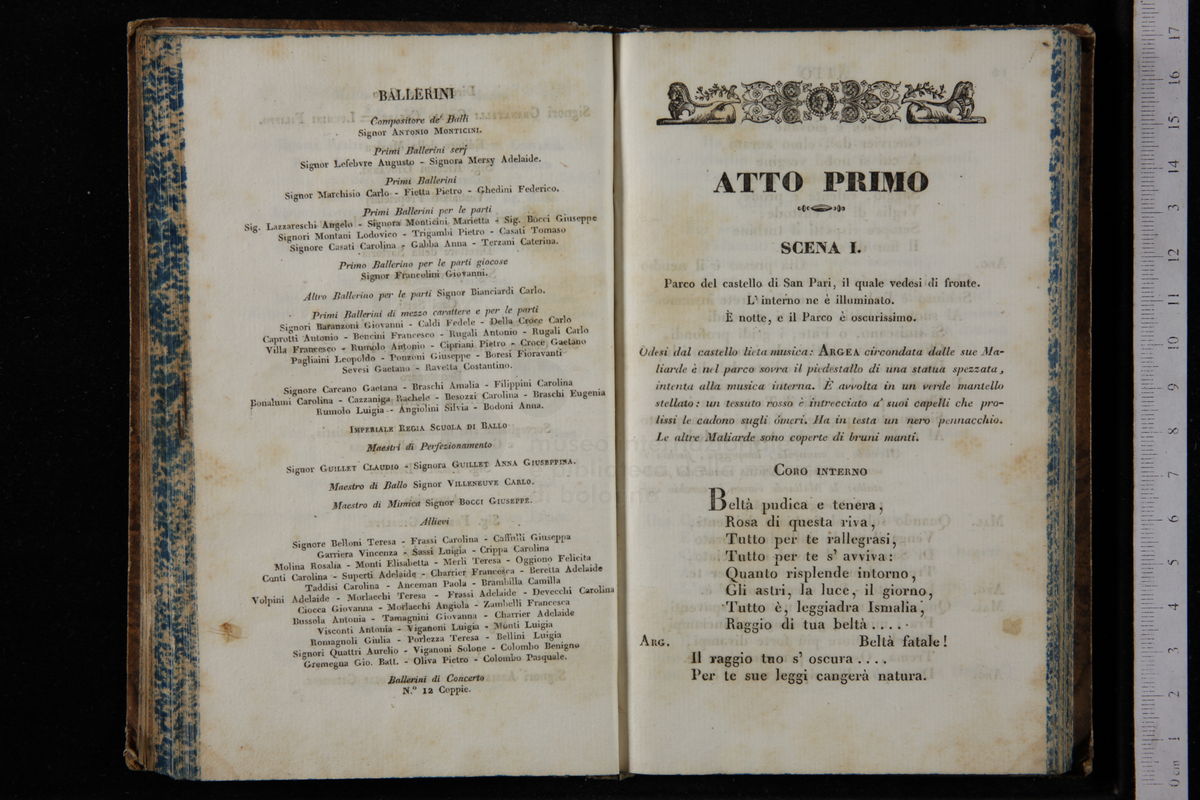 BALLERINI
Compositore de' Balli
Signor ANTONIO MONTICINI.
Primi Ballerini serj
Signor Lefebvre Augusto - Signora Mersy Adelaide.
Primi Ballerini
Signor Marchisio Carlo - Fietta Pietro - Ghedini Federico.
Primi Ballerini per le parti
Sig. Lazzareschi Angelo - Signora Monticini Marietta - Sig. Bocci Giuseppe
Signori Montani Lodovico - Trigambi Pietro - Casati Tomaso
Signore Casati Carolina - Gabba Anna - Terzani Caterina.
Primo Ballerino per le parti giocose
Signor Francolini Giovanni.
Altro Ballerino per le parti Signor Bianciardi Carlo.
Primi Ballerini di mezzo carattere e per le parti
Signori Baranzoni Giovanni - Caldi Fedele - Della Croce Carlo
Caprotti Antonio - Bencini Francesco - Rugali Antonio - Rugali Carlo
Villa Francesco - Rumolo Antonio - Cipriani Pietro - Croce Gaetano
Pagliaini Leopoldo - Ponzoni Giuseppe - Boresi Fioravanti
Sevesi Gaetano - Ravetta Costantino.
Signore Carcano Gaetana - Braschi Amalia - Filippini Carolina
Bonalumi Carolina - Cazzaniga Rachele - Besozzi Carolina - Braschi Eugenia
Rumolo Luigia - Angiolini Silvia - Bodoni Anna.
IMPERIALE REGIA SCUOLA DI BALLO
Maestri di Perfezionamento
Signor GUILLET CLAUDIO - Signora GUILLET ANNA GIUSEPPINA.
Maestro di Ballo Signor VILLENEUVE CARLO.
Maestro di Mimica Signor BOCCI GIUSEPPE.
Allievi
Signore Belloni Teresa - Frassi Carolina - Caffulli Giuseppa
Garriera Vincenza - Sassi Luigia - Crippa Carolina
Molina Rosalia - Monti Elisabetta - Merli Teresa - Oggiono Felicita
Conti Carolina - Superti Adelaide - Charrier Francesca - Beretta Adelaide
Taddisi Carolina - Anceman Paola - Brambilla Camilla
Volpini Adelaide - Morlacchi Teresa - Frassi Adelaide - Devecchi Carolina
Ciocca Giovanna - Morlacchi Angiola - Zambelli Francesca
Bussola Antonia - Tamagnini Giovanna - Charrier Adelaide
Visconti Antonia - Viganoni Luigia - Monti Luigia
Romagnoli Giulia - Porlezza Teresa - Bellini Luigia
Signori Quattri Aurelio - Viganoni Solone - Colombo Benigno
Gremegna Gio. Batt. - Oliva Pietro - Colombo Pasquale.
Ballerini di Concerto
N.º 12 Coppie.
ATTO PRIMO
SCENA I.
Parco del castello di San Pari, il quale vedesi di fronte.
L' interno ne è illuminato.
È notte, e il Parco è oscurissimo.
Odesi dal castello lieta musica: ARGEA circondata dalle sue Ma-
liarde è nel parco sovra il piedestallo di una statua spezzata,
intenta alla musica interna. È avvolta in un verde mantello
stellato: un tessuto rosso è intrecciato a' suoi capelli che pro-
lissi le cadono sugli ómeri. Ha in testa un nero pennacchio.
Le altre Maliarde sono coperte di bruni manti.
CORO INTERNO
Beltà pudica e tenera,
Rosa di questa riva,
Tutto per te rallegrasi,
Tutto per te s' avviva:
Quanto risplende intorno,
Gli astri, la luce, il giorno,
Tutto è, leggiadra Ismalia,
Raggio di tua beltà ....
ARG. Beltà fatale!
Il raggio tuo s' oscura ....
Per te sue leggi cangerà natura.